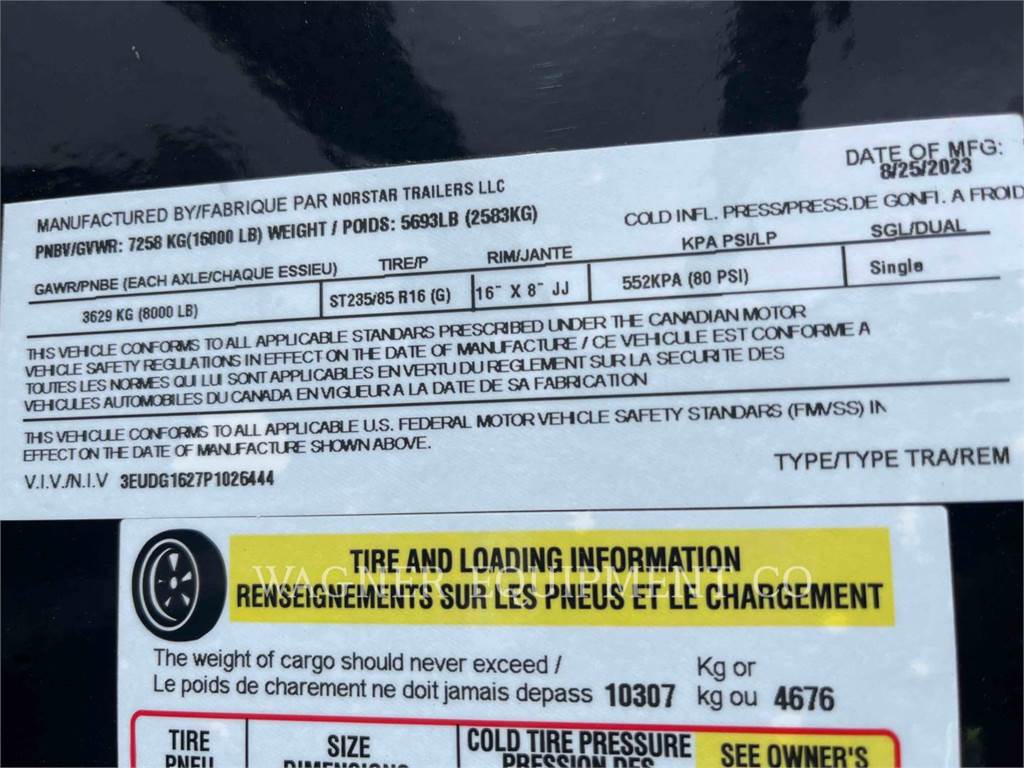 DATE OF MFG:
8/25/2023
MANUFACTURED BY/FABRIQUE PAR NORSTAR TRAILERS LLC
PNBV/GVWR: 7258 KG(16000 LB) WEIGHT / POIDS: 5693LB (2583KG)
COLD INFL. PRESS/PRESS.DE GONFI. A FROID
GAWR/PNBE (EACH AXLE/CHAQUE ESSIEU) TIRE/P RIM/JANTE KPA PSI/LP SGL/DUAL
3629 KG (8000 LB) ST235/85 R16 (G) 16" X 8" JJ 552KPA (80 PSI) Single
THIS VEHICLE CONFORMS TO ALL APPLICABLE STANDARS PRESCRIBED UNDER THE CANADIAN MOTOR
VEHICLE SAFETY REGULATIONS IN EFFECT ON THE DATE OF MANUFACTURE / CE VEHICULE EST CONFORME A
TOUTES LES NORMES QUI LUI SONT APPLICABLES EN VERTU DU REGLEMENT SUR LA SECURITE DES
VEHICULES AUTOMOBILES DU CANADA EN VIGUEUR A LA DATE DE SA FABRICATION
THIS VEHICLE CONFORMS TO ALL APPLICABLE U.S. FEDERAL MOTOR VEHICLE SAFETY STANDARS (FMVSS) IN
EFFECT ON THE DATE OF MANUFACTURE SHOWN ABOVE.
V.I.V./N.I.V 3EUDG1627P1026444
TYPE/TYPE TRA/REM
TIRE AND LOADING INFORMATION
WAGNER EQUIPMENT CO
RENSEIGNEMENTS SUR LES PNEUS ET LE CHARGEMENT
The weight of cargo should never exceed / Kg or
Le poids de charement ne doit jamais depass 10307 kg ou 4676
TIRE SIZE COLD TIRE PRESSURE SEE OWNER'S
PNEU DIMENSIONS PRESSION DES